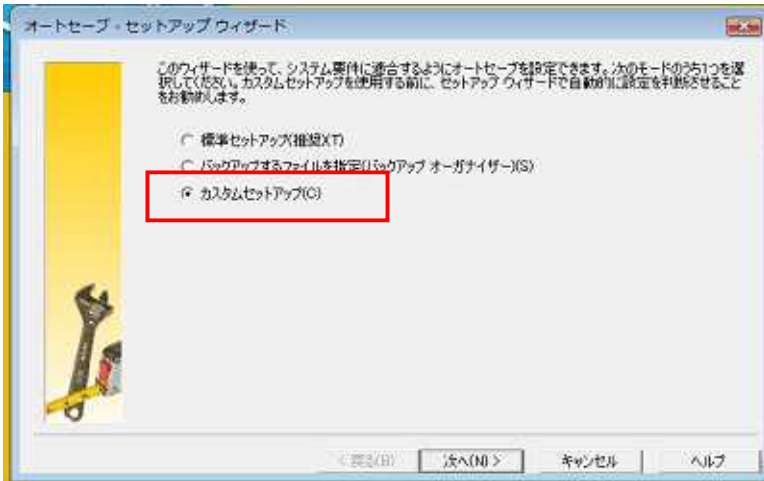 オートセーブ・セットアップ ウィザード
このウィザードを使って、システム要件に適合するようにオートセーブを設定できます。次のモードのうち1つを選
択してください。カスタムセットアップを使用する前に、セットアップ ウィザードで自動的に設定を判断させること
をお勧めします。
標準セットアップ(推奨)(T)
バックアップするファイルを指定(バックアップ オーガナイザー)(S)
カスタムセットアップ(C)
< 戻る(B)
次へ(N) >
キャンセル
ヘルプ